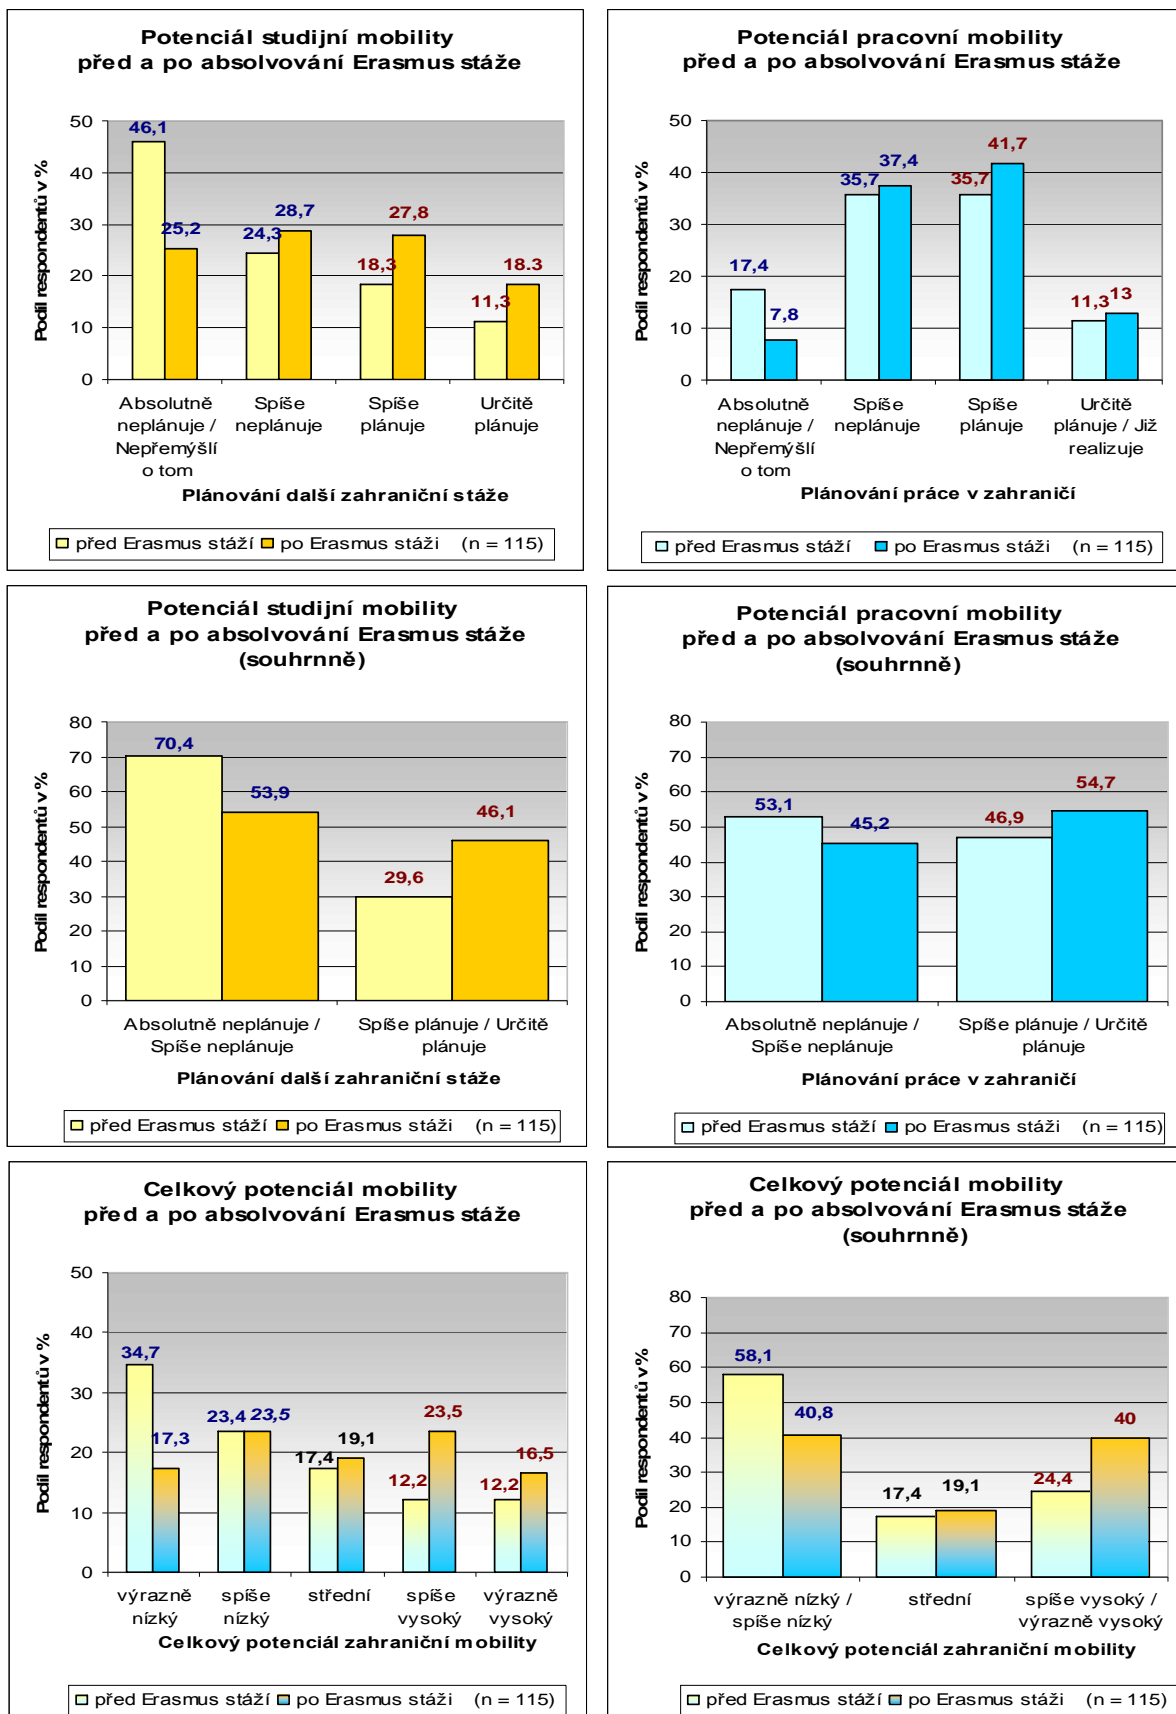 Potenciál studijní mobility
před a po absolvování Erasmus stáže
Podíl respondentů v %
50
40
30
20
10
0
46,1
25,2
24,3
28,7
18,3
27,8
11,3
18.3
Absolutně
neplánuje /
Nepřemýšlí
o tom
Spíše
neplánuje
Spíše
plánuje
Určitě
plánuje
Plánování další zahraniční stáže
před Erasmus stáží po Erasmus stáži (n = 115)
Potenciál pracovní mobility
před a po absolvování Erasmus stáže
Podíl respondentů v %
50
40
30
20
10
0
17,4
7,8
35,7
37,4
35,7
41,7
11,3
13
Absolutně
neplánuje /
Nepřemýšlí
o tom
Spíše
neplánuje
Spíše
plánuje
Určitě
plánuje / Již
realizuje
Plánování práce v zahraničí
před Erasmus stáží po Erasmus stáži (n = 115)
Potenciál studijní mobility
před a po absolvování Erasmus stáže
(souhrnně)
Podíl respondentů v %
80
70
60
50
40
30
20
10
0
70,4
53,9
29,6
46,1
Absolutně neplánuje /
Spíše neplánuje
Spíše plánuje / Určitě
plánuje
Plánování další zahraniční stáže
před Erasmus stáží po Erasmus stáži (n = 115)
Potenciál pracovní mobility
před a po absolvování Erasmus stáže
(souhrnně)
Podíl respondentů v %
80
70
60
50
40
30
20
10
0
53,1
45,2
46,9
54,7
Absolutně neplánuje /
Spíše neplánuje
Spíše plánuje / Určitě
plánuje
Plánování práce v zahraničí
před Erasmus stáží po Erasmus stáži (n = 115)
Celkový potenciál mobility
před a po absolvování Erasmus stáže
Podíl respondentů v %
50
40
30
20
10
0
34,7
17,3
23,4
23,5
17,4
19,1
12,2
23,5
12,2
16,5
výrazně
nízký
spíše
nízký
střední
spíše
vysoký
výrazně
vysoký
Celkový potenciál zahraniční mobility
před Erasmus stáží po Erasmus stáži (n = 115)
Celkový potenciál mobility
před a po absolvování Erasmus stáže
(souhrnně)
Podíl respondentů v %
80
70
60
50
40
30
20
10
0
58,1
40,8
17,4
19,1
24,4
40
výrazně nízký /
spíše nízký
střední
spíše vysoký /
výrazně vysoký
Celkový potenciál zahraniční mobility
před Erasmus stáží po Erasmus stáži (n = 115)